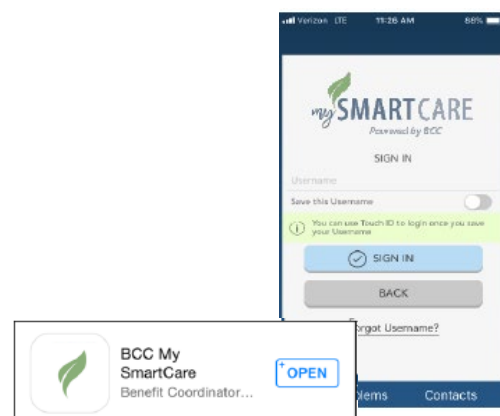 Verizon LTE 11:26 AM 86%
my SMARTCARE
Powered by BCC
SIGN IN
Username
Save this Username
You can use Touch ID to login once you save
your Username
SIGN IN
BACK
Forgot Username?
BCC My
SmartCare
Benefit Coordinator...
+OPEN
lems Contacts